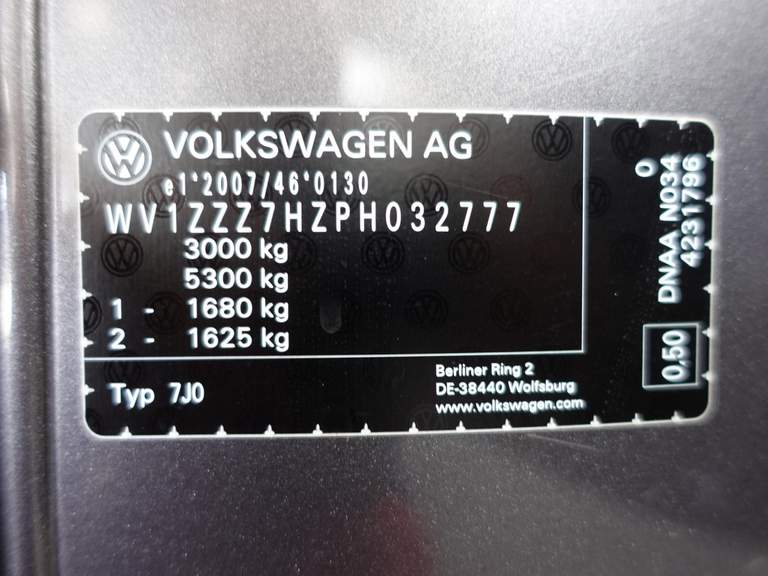 VOLKSWAGEN AG
e1*2007/46*0130
WV1ZZZ7HZPH032777
3000 kg
5300 kg
1 - 1680 kg
2 - 1625 kg
Typ 7J0
Berliner Ring 2
DE-38440 Wolfsburg
www.volkswagen.com
0
DNAA N034
4231796
0,50